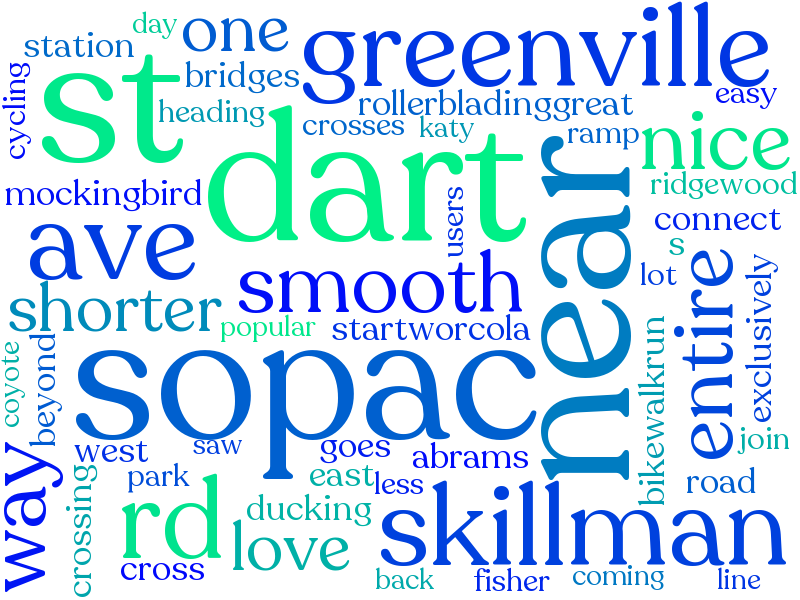 day
one
greenville
station
st
bridges
easy
cycling
heading
rollerbladinggreat
crosses
katy
ramp
nice
dart
near
mockingbird
users
ridgewood
connect
ave
s
smooth
lot
entire
exclusively
shorter
popular
startworcola
sopac
coyote
beyond
bikewalkrun
west
saw
goes
abrams
join
way
crossing
park
east
less
road
rd
ducking
love
skillman
cross
back
fisher
coming
line